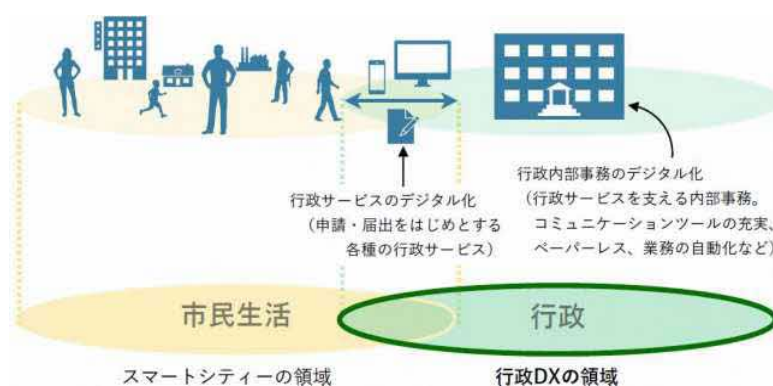 行政サービスのデジタル化
（申請・届出をはじめとする
各種の行政サービス）
行政内部事務のデジタル化
（行政サービスを支える内部事務。
コミュニケーションツールの充実、
ペーパーレス、業務の自動化など）
市民生活
行政
スマートシティーの領域
行政DXの領域